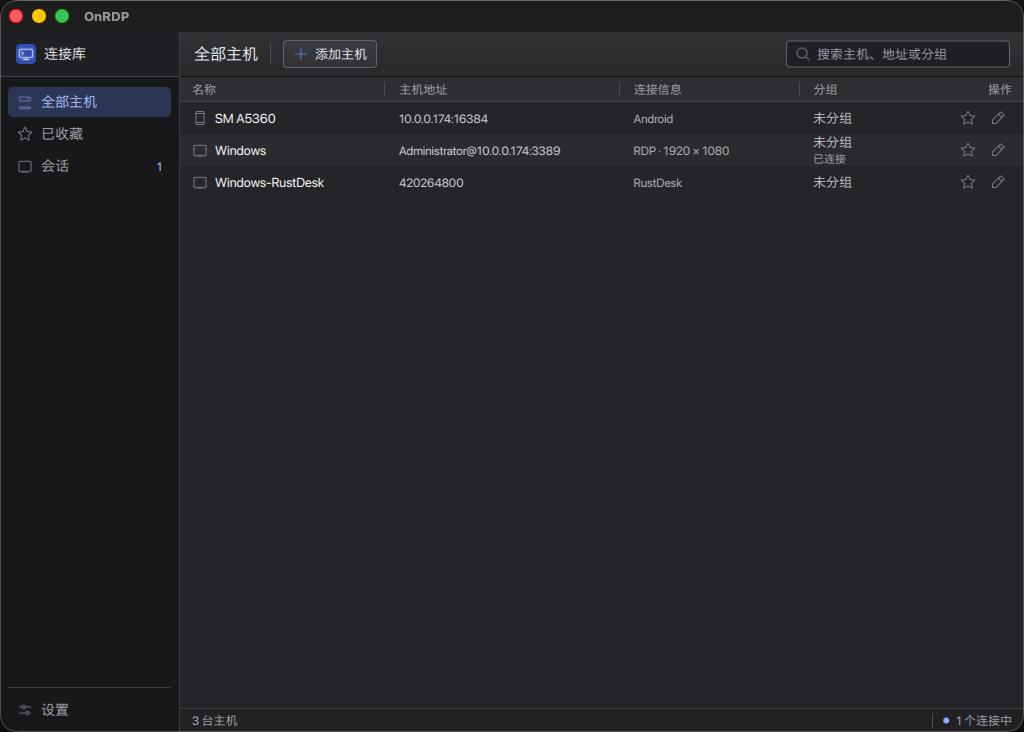 OnRDP
连接库
全部主机
添加主机
搜索主机、地址或分组
全部主机
已收藏
会话 1
名称 主机地址 连接信息 分组 操作
SM A5360 10.0.0.174:16384 Android 未分组
Windows Administrator@10.0.0.174:3389 RDP · 1920 × 1080 未分组
已连接
Windows-RustDesk 420264800 RustDesk 未分组
设置
3 台主机
1 个连接中